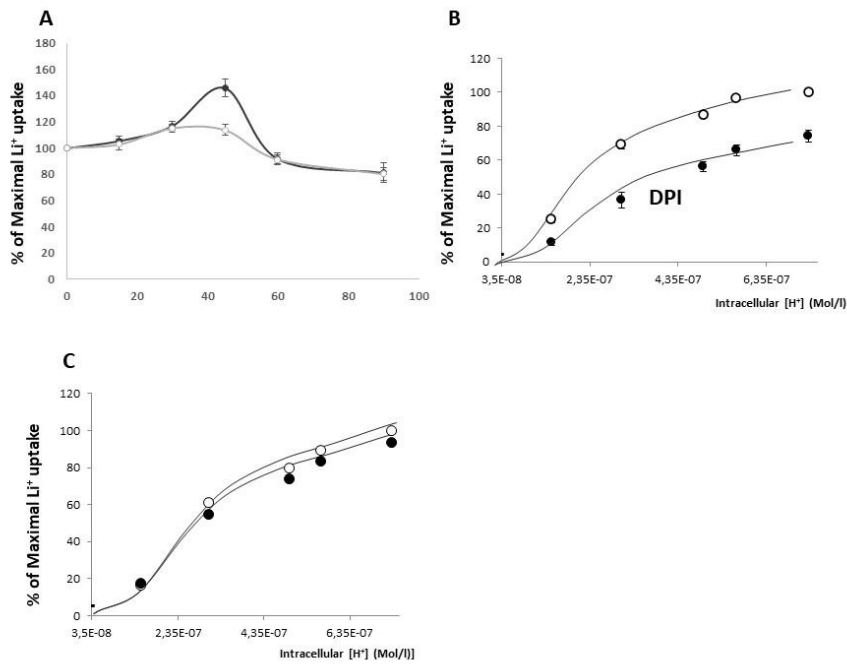 A
% of Maximal Li⁺ uptake
180
160
140
120
100
80
60
40
20
0
0 20 40 60 80 100
B
% of Maximal Li⁺ uptake
120
100
80
60
40
20
0
DPI
3,5E-08 2,35E-07 4,35E-07 6,35E-07
Intracellular [H⁺] (Mol/l)
C
% of Maximal Li⁺ uptake
120
100
80
60
40
20
0
3,5E-08 2,35E-07 4,35E-07 6,35E-07
Intracellular [H⁺] (Mol/l)]